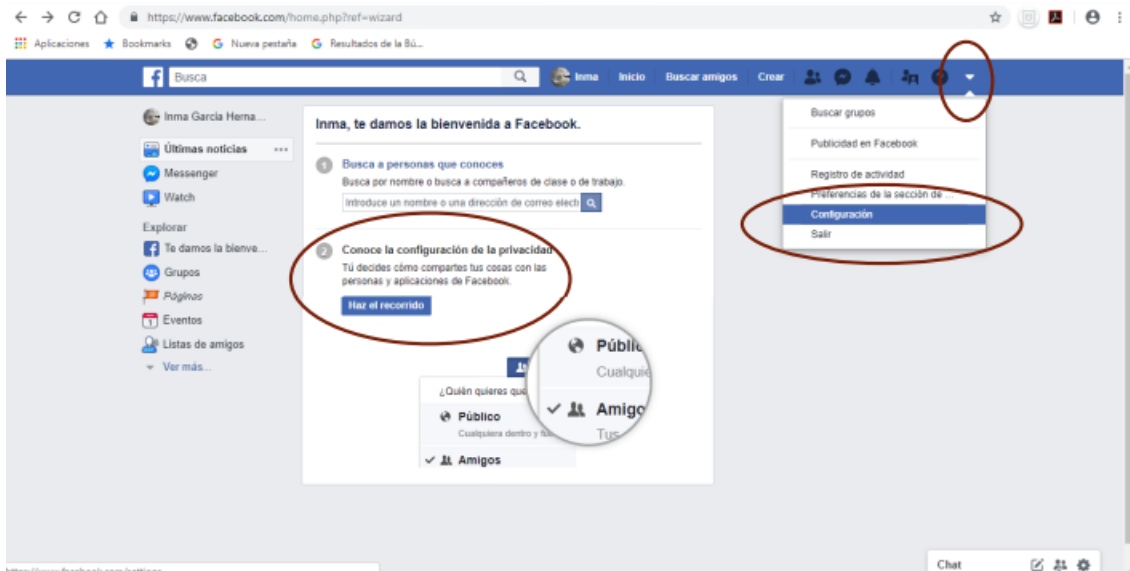 https://www.facebook.com/home.php?ref=wizard
Aplicaciones Bookmarks Nueva pestaña Resultados de la Bú...
Busca
Inma Inicio Buscar amigos Crear
Inma García Herna...
Últimas noticias
Messenger
Watch
Explorar
Te damos la bienve...
Grupos
Páginas
Eventos
Listas de amigos
Ver más...
Inma, te damos la bienvenida a Facebook.
1 Busca a personas que conoces
Busca por nombre o busca a compañeros de clase o de trabajo.
Introduce un nombre o una dirección de correo electr
2 Conoce la configuración de la privacidad
Tú decides cómo compartes tus cosas con las
personas y aplicaciones de Facebook.
Haz el recorrido
¿Quién quieres que
Público
Cualquiera dentro y fu
Amigos
Públic
Cualquie
Amigo
Tus
Buscar grupos
Publicidad en Facebook
Registro de actividad
Preferencias de la sección de ...
Configuración
Salir
Chat